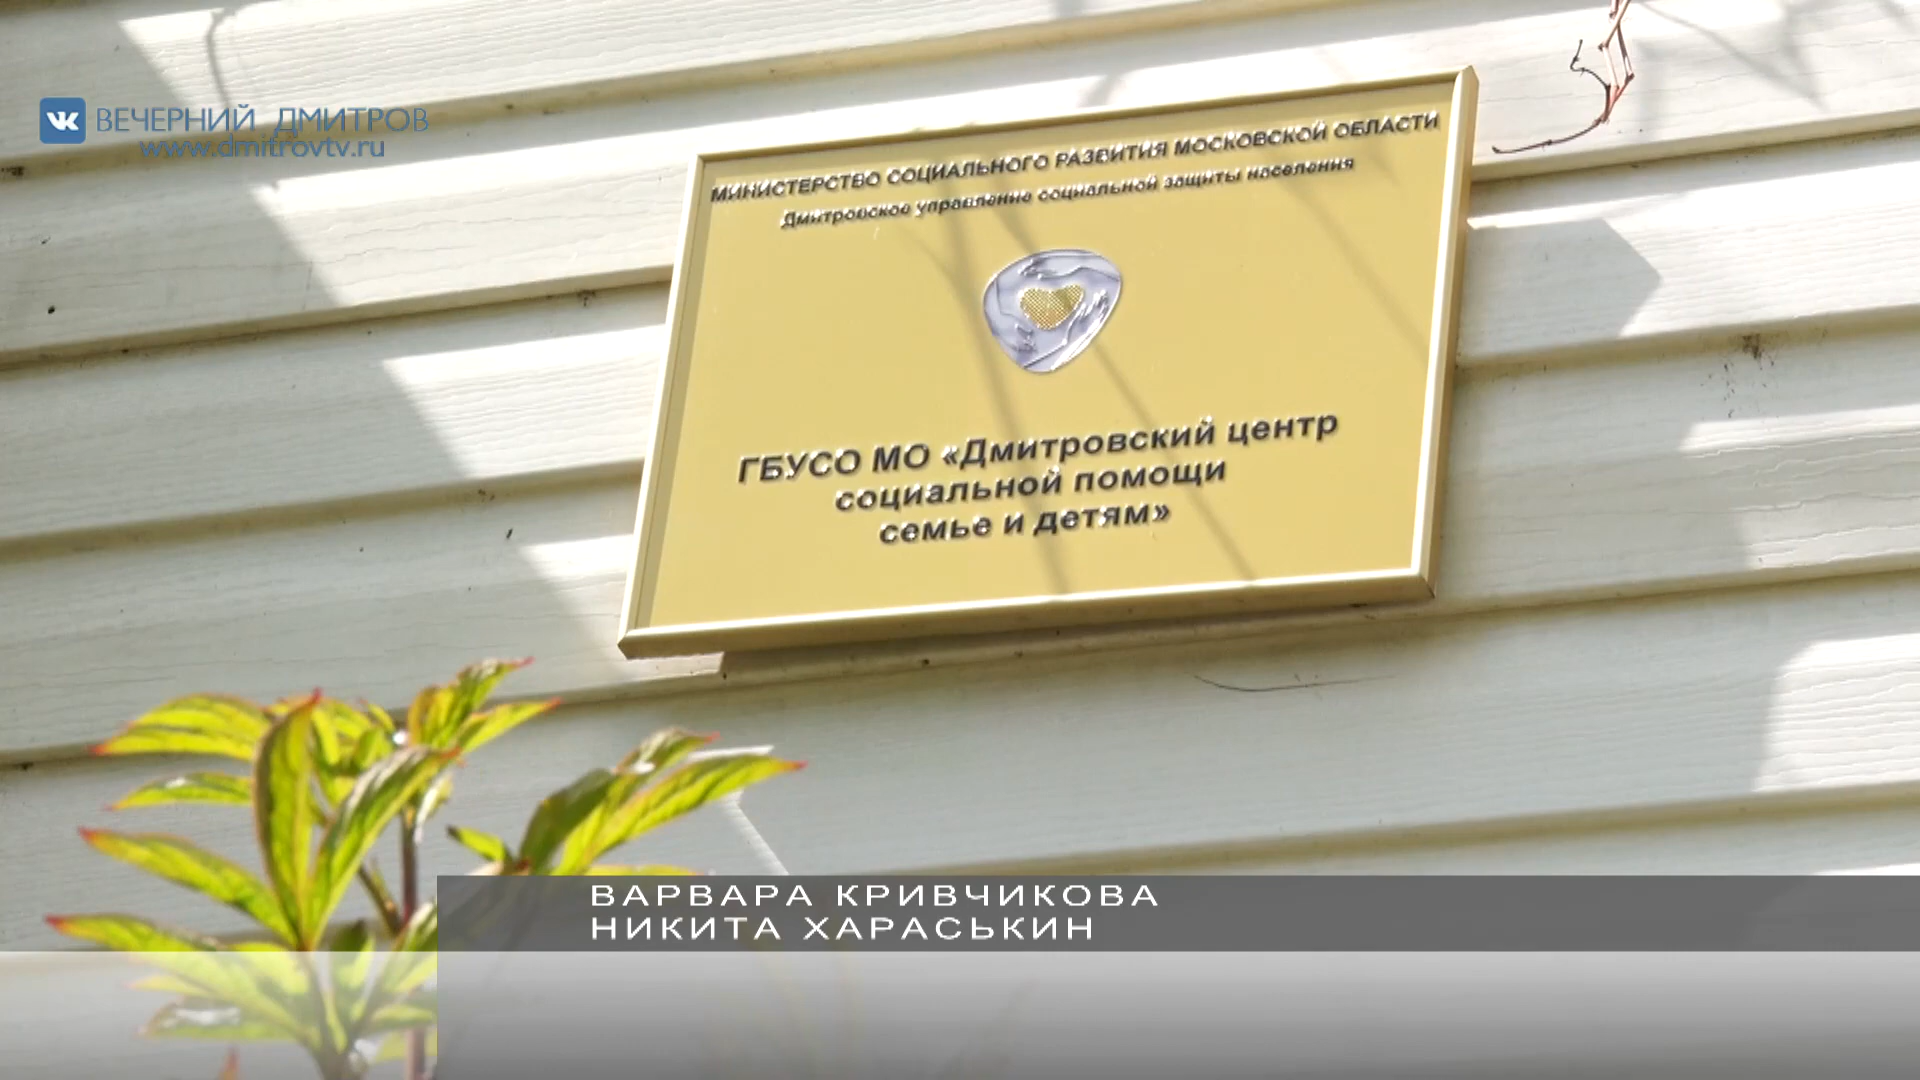 ВЕЧЕРНИЙ ДМИТРОВ
www.dmitrovtv.ru
МИНИСТЕРСТВО СОЦИАЛЬНОГО РАЗВИТИЯ МОСКОВСКОЙ ОБЛАСТИ
Дмитровское управление социальной защиты населения
ГБУСО МО «Дмитровский центр
социальной помощи
семье и детям»
ВАРВАРА КРИВЧИКОВА
НИКИТА ХАРАСЬКИН